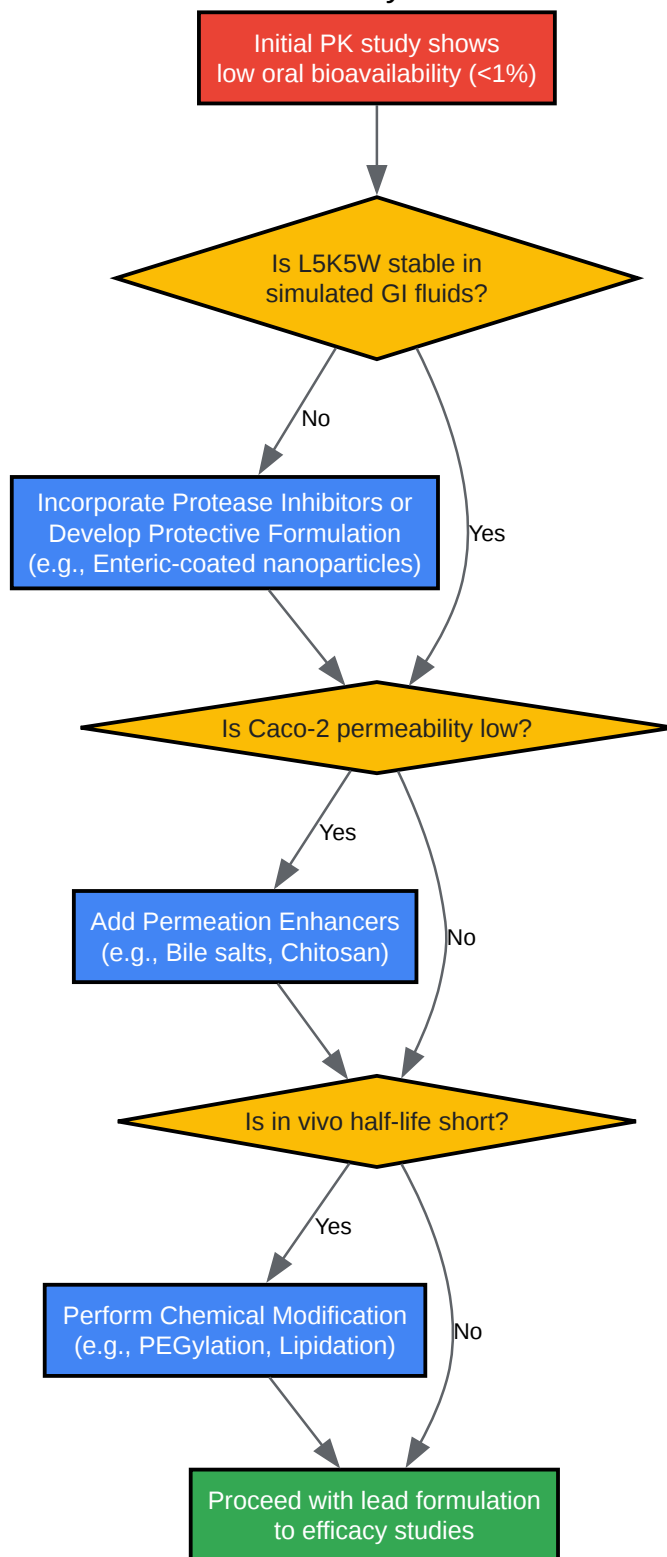 Initial PK study shows
low oral bioavailability (<1%)
Is L5K5W stable in
simulated GI fluids?
No
Incorporate Protease Inhibitors or
Develop Protective Formulation
(e.g., Enteric-coated nanoparticles)
Yes
Is Caco-2 permeability low?
Yes
Add Permeation Enhancers
(e.g., Bile salts, Chitosan)
No
Is in vivo half-life short?
Yes
Perform Chemical Modification
(e.g., PEGylation, Lipidation)
No
Proceed with lead formulation
to efficacy studies